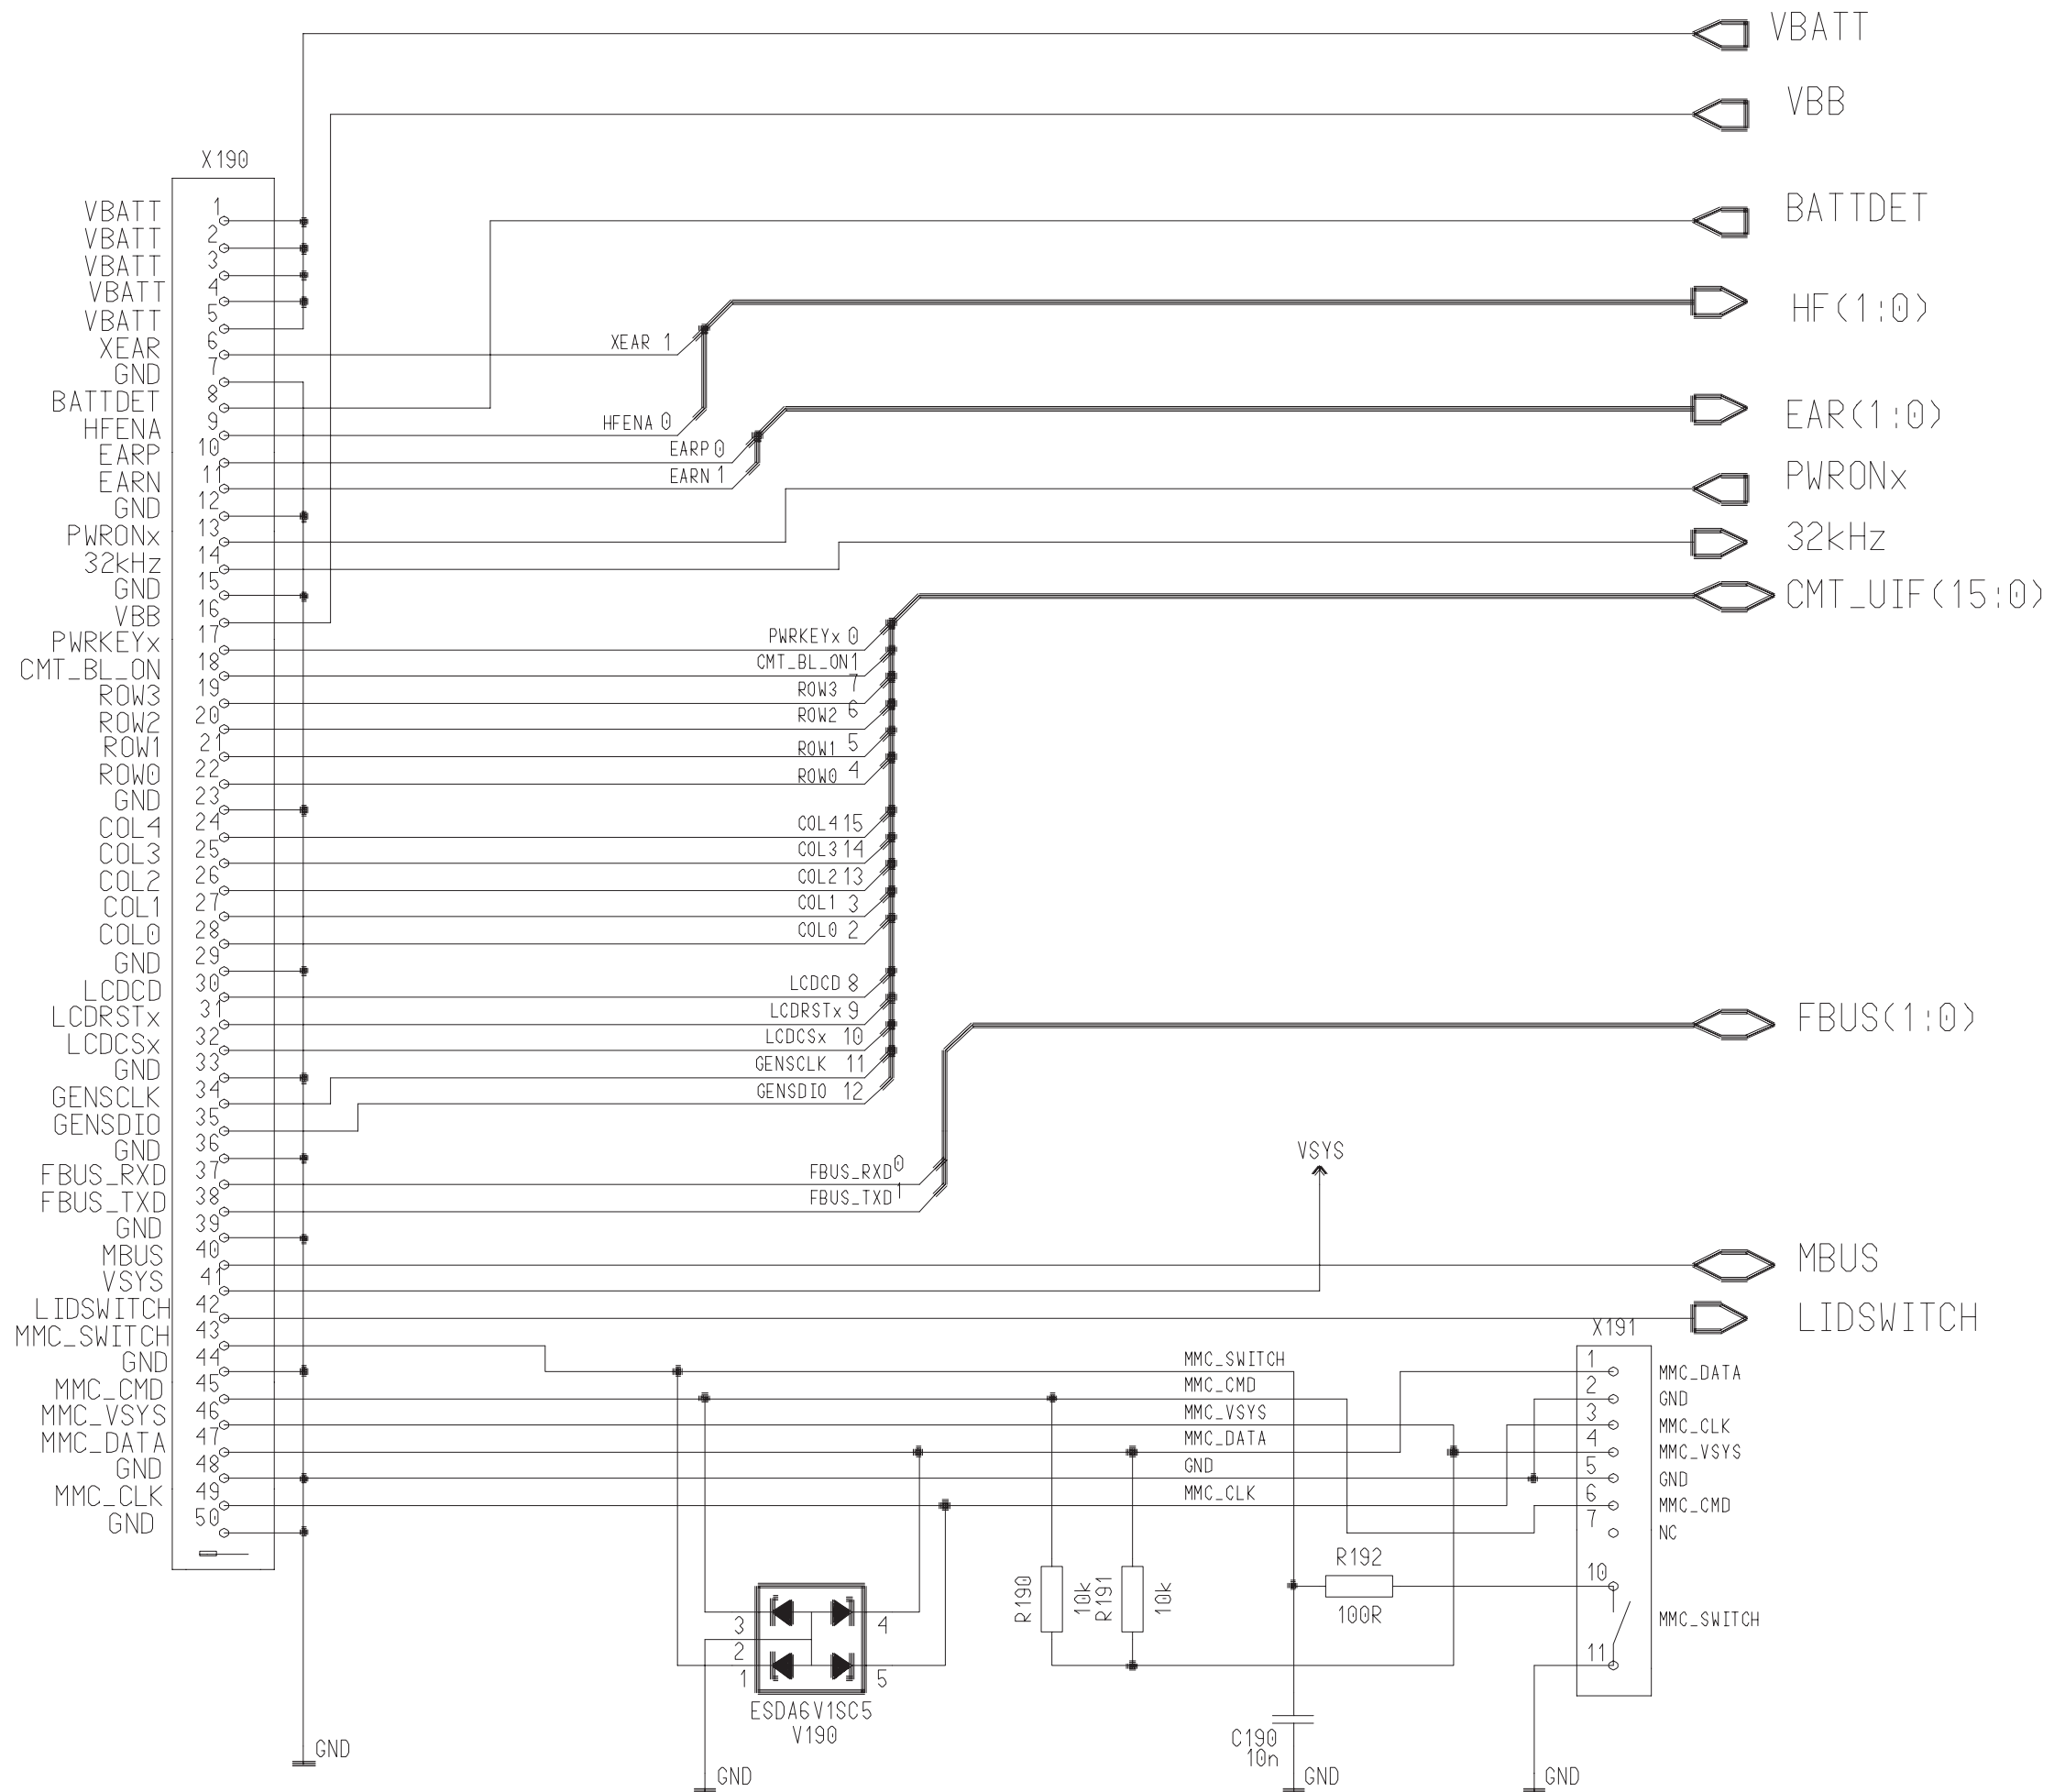 VBATT
VBB
X190
VBATT 1
VBATT 2
VBATT 3
VBATT 4
VBATT 5
XEAR 6
GND 7
BATTDET 8
HFENA 9
EARP 10
EARN 11
GND 12
PWRONx 13
32kHz 14
GND 15
VBB 16
PWRKEYx 17
CMT_BL_ON 18
ROW3 19
ROW2 20
ROW1 21
ROW0 22
GND 23
COL4 24
COL3 25
COL2 26
COL1 27
COL0 28
GND 29
LCDCD 30
LCDRSTx 31
LCDCSx 32
GND 33
GENSCLK 34
GENSDIO 35
GND 36
FBUS_RXD 37
FBUS_TXD 38
GND 39
MBUS 40
VSYS 41
LIDSWITCH 42
MMC_SWITCH 43
GND 44
MMC_CMD 45
MMC_VSYS 46
MMC_DATA 47
GND 48
MMC_CLK 49
GND 50
BATTDET
HF(1:0)
XEAR 1
HFENA 0
EAR(1:0)
EARP 0
EARN 1
PWRONx
32kHz
CMT_UIF(15:0)
PWRKEYx 0
CMT_BL_ON 1
ROW3 7
ROW2 6
ROW1 5
ROW0 4
COL4 15
COL3 14
COL2 13
COL1 3
COL0 2
LCDCD 8
LCDRSTx 9
LCDCSx 10
GENSCLK 11
GENSDIO 12
FBUS(1:0)
FBUS_RXD 0
FBUS_TXD 1
VSYS
MBUS
LIDSWITCH
MMC_SWITCH
MMC_CMD
MMC_VSYS
MMC_DATA
GND
MMC_CLK
X191
1 MMC_DATA
2 GND
3 MMC_CLK
4 MMC_VSYS
5 GND
6 MMC_CMD
7 NC
10
MMC_SWITCH
11
R190
10k
R191
10k
R192
100R
3 4
2
1 5
ESDA6V1SC5
V190
C190
10n
GND
GND
GND
GND